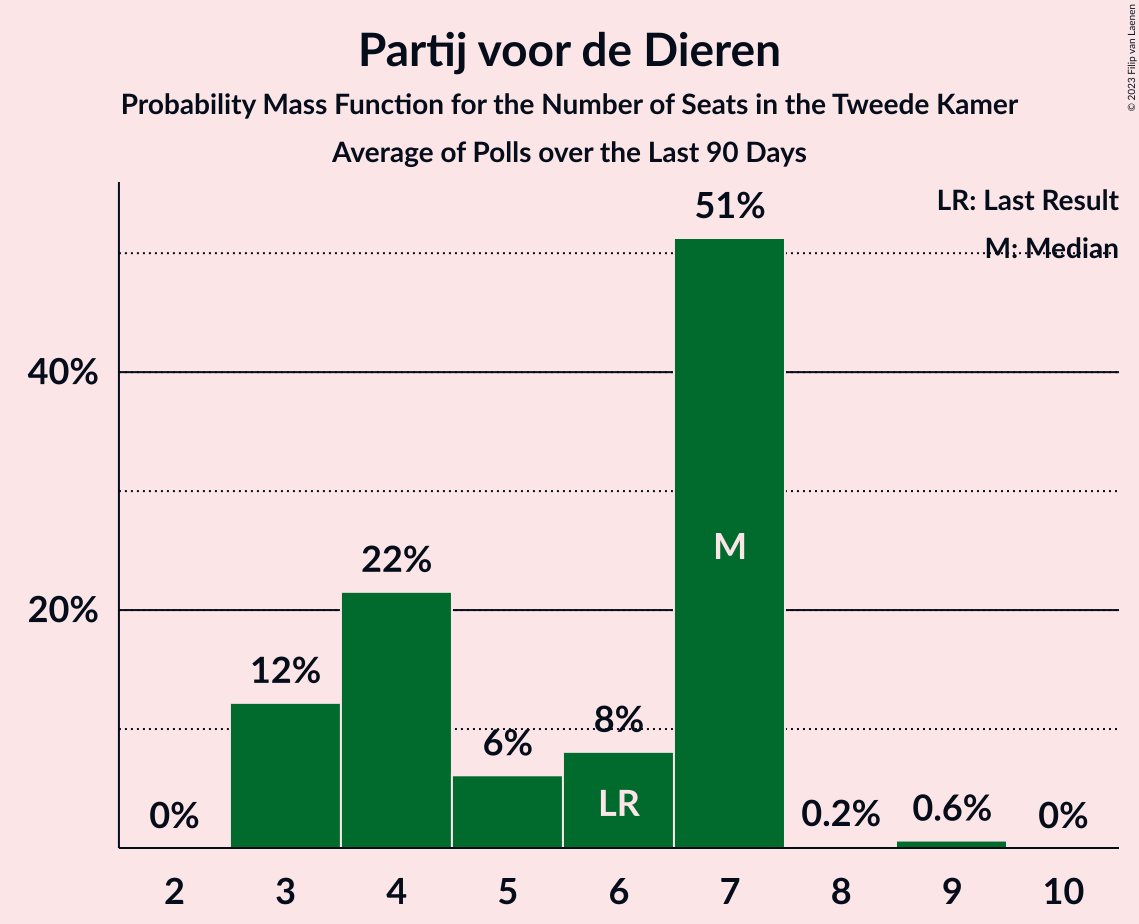 Partij voor de Dieren
Probability Mass Function for the Number of Seats in the Tweede Kamer
Average of Polls over the Last 90 Days
© 2023 Filip van Laenen
LR: Last Result
M: Median
51%
40%
22%
20%
12%
8%
6%
0%
0.2%
0.6%
0%
M
LR
2 3 4 5 6 7 8 9 10